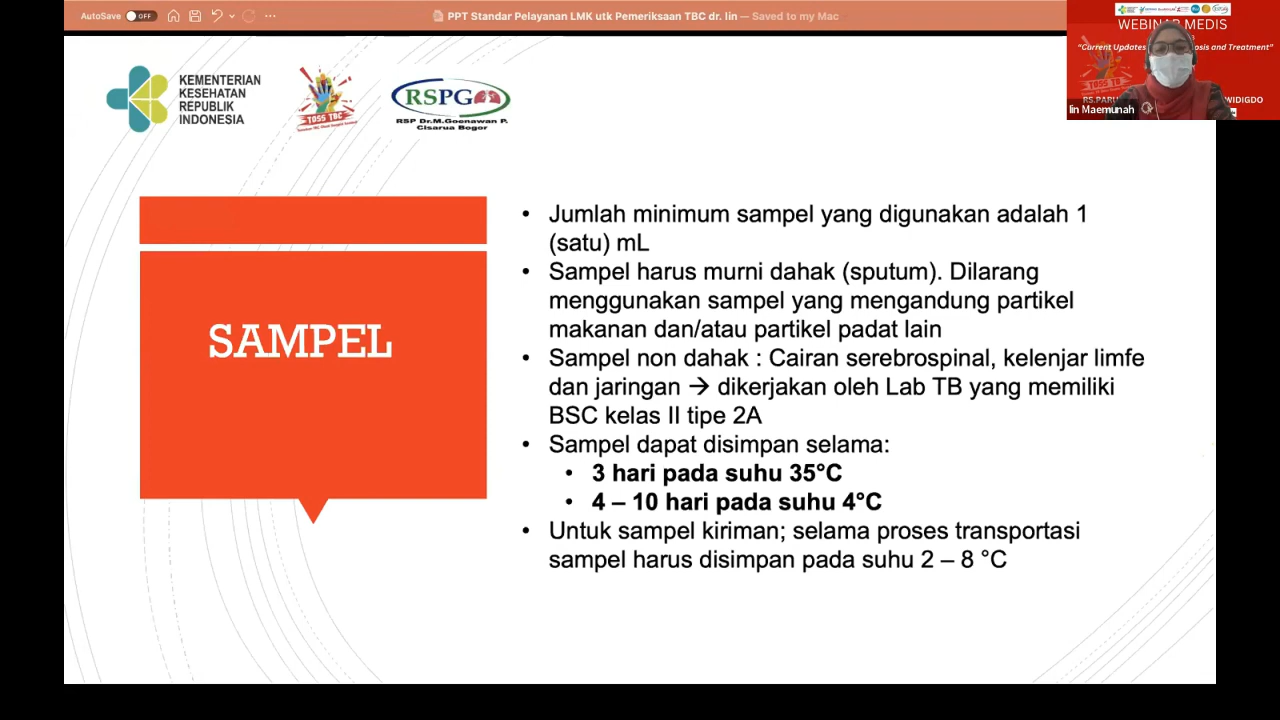 AutoSave OFF
PPT Standar Pelayanan LMK utk Pemeriksaan TBC dr. Iin — Saved to my Mac
WEBINAR MEDIS
"Current Updates
osis and Treatment"
RS.PARU
WIDIGDO
Iin Maemunah
KEMENTERIAN
KESEHATAN
REPUBLIK
INDONESIA
TOSS TBC
RSPG
RSP Dr.M.Goenawan P.
Cisarua Bogor
SAMPEL
• Jumlah minimum sampel yang digunakan adalah 1
(satu) mL
• Sampel harus murni dahak (sputum). Dilarang
menggunakan sampel yang mengandung partikel
makanan dan/atau partikel padat lain
• Sampel non dahak : Cairan serebrospinal, kelenjar limfe
dan jaringan → dikerjakan oleh Lab TB yang memiliki
BSC kelas II tipe 2A
• Sampel dapat disimpan selama:
• 3 hari pada suhu 35°C
• 4 – 10 hari pada suhu 4°C
• Untuk sampel kiriman; selama proses transportasi
sampel harus disimpan pada suhu 2 – 8 °C